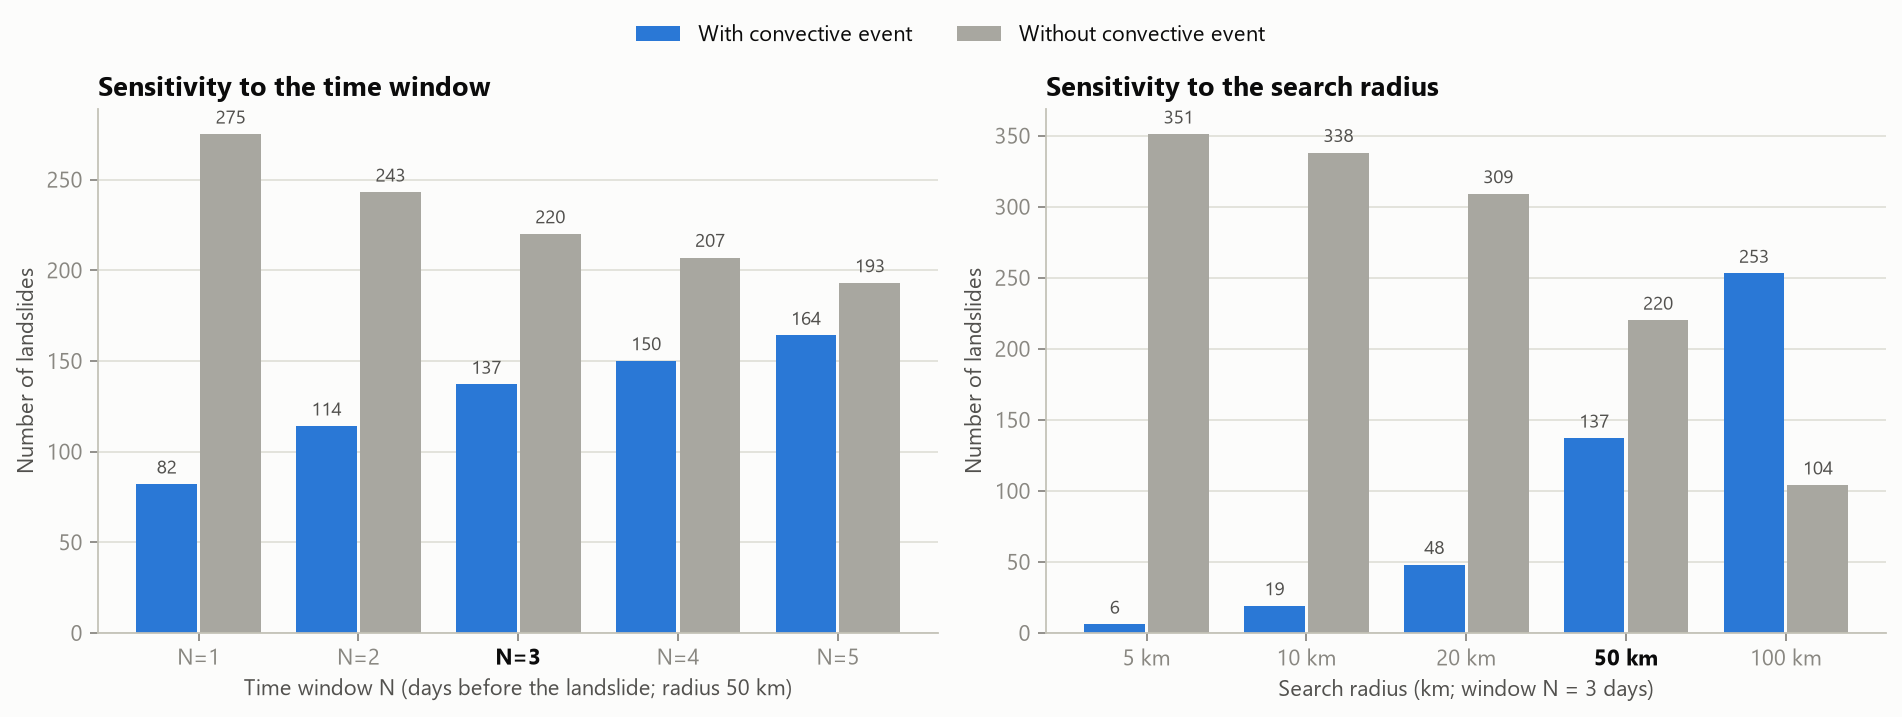 With convective event
Without convective event
Sensitivity to the time window
275
243
220
207
193
82
114
137
150
164
250
200
150
100
50
0
Number of landslides
N=1
N=2
N=3
N=4
N=5
Time window N (days before the landslide; radius 50 km)
Sensitivity to the search radius
351
338
309
220
104
6
19
48
137
253
350
300
250
200
150
100
50
0
Number of landslides
5 km
10 km
20 km
50 km
100 km
Search radius (km; window N = 3 days)